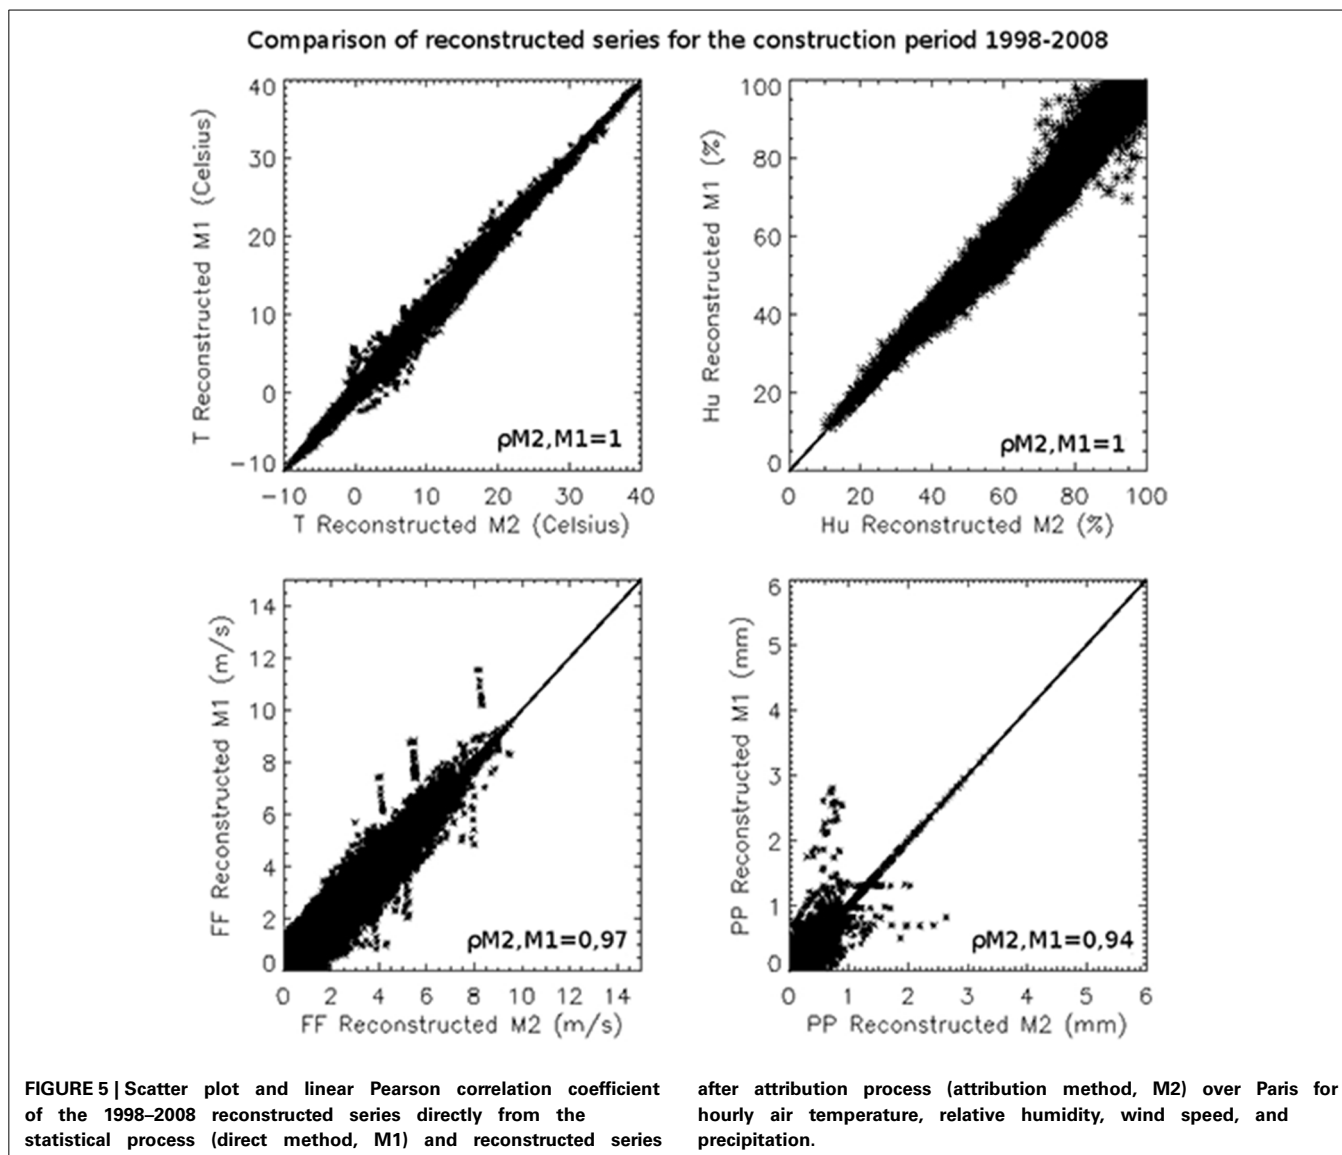 Comparison of reconstructed series for the construction period 1998-2008
40
30
20
10
0
−10
T Reconstructed M1 (Celsius)
ρM2,M1=1
−10 0 10 20 30 40
T Reconstructed M2 (Celsius)
100
80
60
40
20
0
Hu Reconstructed M1 (%)
ρM2,M1=1
0 20 40 60 80 100
Hu Reconstructed M2 (%)
14
12
10
8
6
4
2
0
FF Reconstructed M1 (m/s)
ρM2,M1=0,97
0 2 4 6 8 10 12 14
FF Reconstructed M2 (m/s)
6
5
4
3
2
1
0
PP Reconstructed M1 (mm)
ρM2,M1=0,94
0 1 2 3 4 5 6
PP Reconstructed M2 (mm)
FIGURE 5 | Scatter plot and linear Pearson correlation coefficient
of the 1998–2008 reconstructed series directly from the
statistical process (direct method, M1) and reconstructed series
after attribution process (attribution method, M2) over Paris for
hourly air temperature, relative humidity, wind speed, and
precipitation.